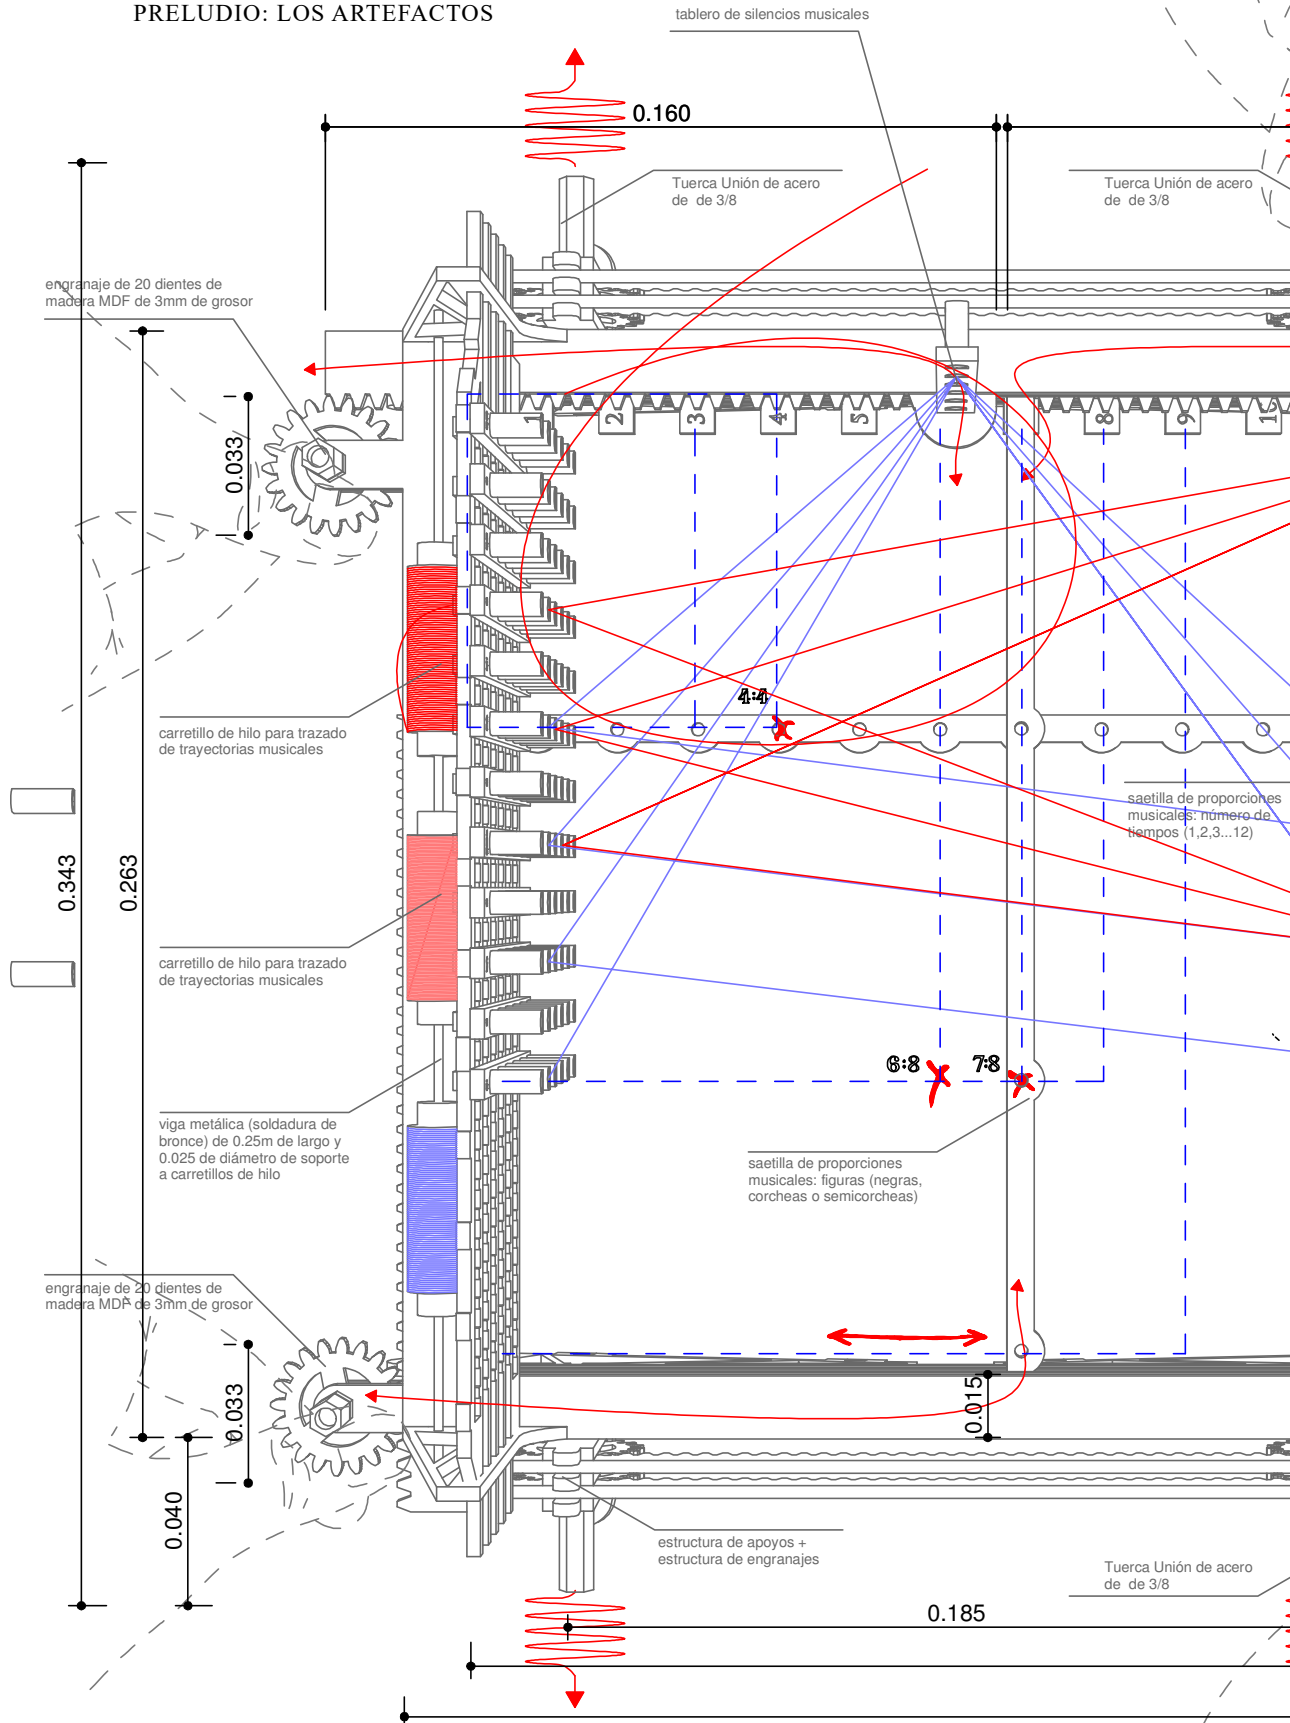 PRELUDIO: LOS ARTEFACTOS
tablero de silencios musicales
0.160
Tuerca Unión de acero
de de 3/8
Tuerca Unión de acero
de de 3/8
engranaje de 20 dientes de
madera MDF de 3mm de grosor
0.033
1
2
3
4
5
8
9
4:4
carretillo de hilo para trazado
de trayectorias musicales
saetilla de proporciones
musicales: número de
tiempos (1,2,3...12)
0.343
0.263
carretillo de hilo para trazado
de trayectorias musicales
6:8
7:8
viga metálica (soldadura de
bronce) de 0.25m de largo y
0.025 de diámetro de soporte
a carretillos de hilo
saetilla de proporciones
musicales: figuras (negras,
corcheas o semicorcheas)
engranaje de 20 dientes de
madera MDF de 3mm de grosor
0.033
0.015
0.040
estructura de apoyos +
estructura de engranajes
Tuerca Unión de acero
de de 3/8
0.185